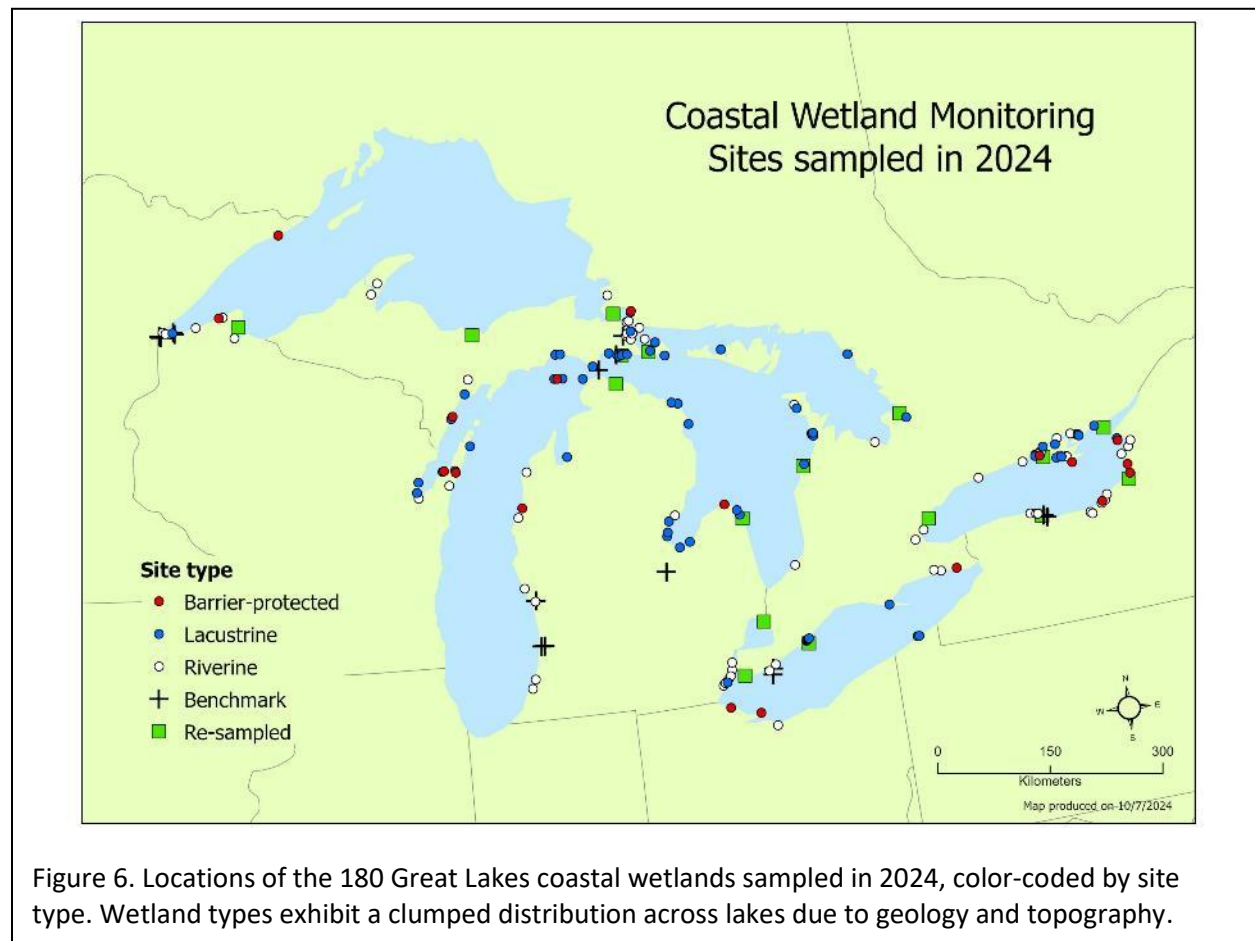 Coastal Wetland Monitoring
Sites sampled in 2024
Site type
Barrier-protected
Lacustrine
Riverine
Benchmark
Re-sampled
N
W E
S
0 150 300
Kilometers
Map produced on 10/7/2024
Figure 6. Locations of the 180 Great Lakes coastal wetlands sampled in 2024, color-coded by site
type. Wetland types exhibit a clumped distribution across lakes due to geology and topography.